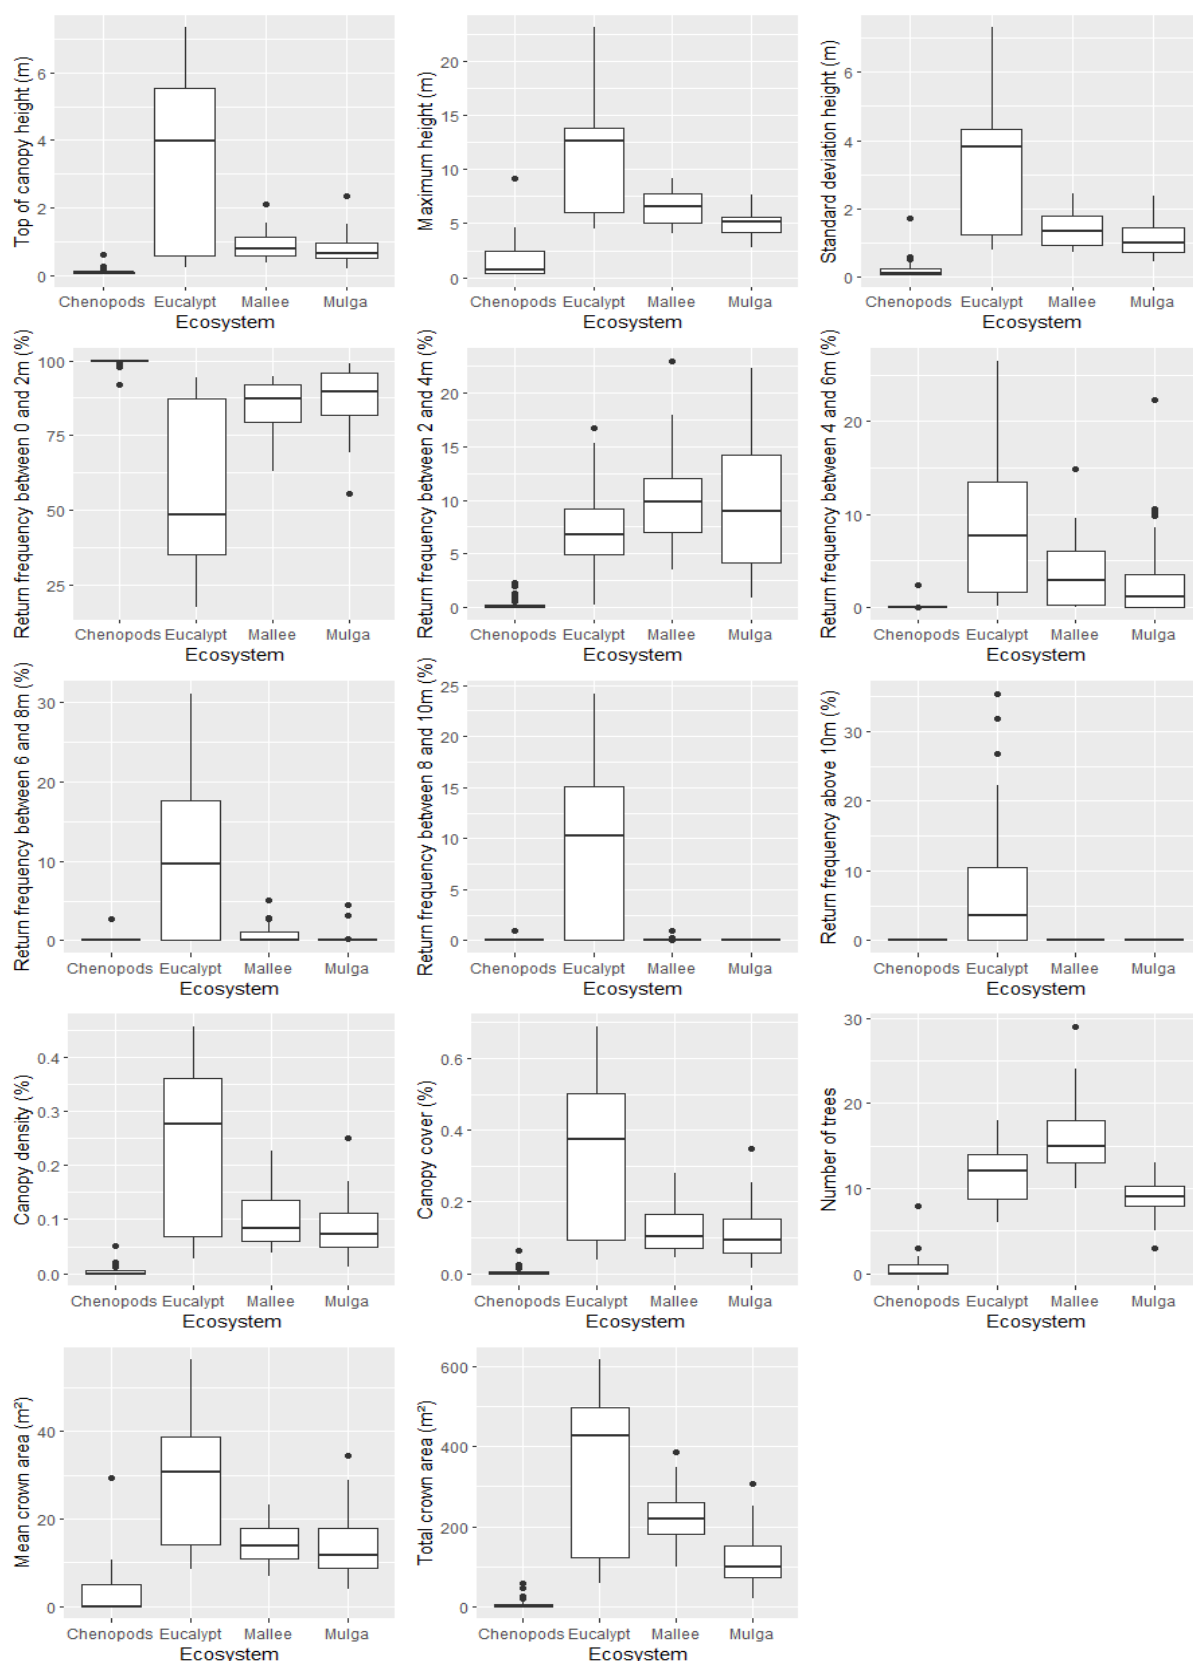 Top of canopy height (m)
6
4
2
0
Chenopods Eucalypt Mallee Mulga
Ecosystem
Maximum height (m)
20
15
10
5
0
Chenopods Eucalypt Mallee Mulga
Ecosystem
Standard deviation height (m)
6
4
2
0
Chenopods Eucalypt Mallee Mulga
Ecosystem
Return frequency between 0 and 2m (%)
100
75
50
25
Chenopods Eucalypt Mallee Mulga
Ecosystem
Return frequency between 2 and 4m (%)
20
15
10
5
0
Chenopods Eucalypt Mallee Mulga
Ecosystem
Return frequency between 4 and 6m (%)
20
10
0
Chenopods Eucalypt Mallee Mulga
Ecosystem
Return frequency between 6 and 8m (%)
30
20
10
0
Chenopods Eucalypt Mallee Mulga
Ecosystem
Return frequency between 8 and 10m (%)
25
20
15
10
5
0
Chenopods Eucalypt Mallee Mulga
Ecosystem
Return frequency above 10m (%)
30
20
10
0
Chenopods Eucalypt Mallee Mulga
Ecosystem
Canopy density (%)
0.4
0.3
0.2
0.1
0.0
Chenopods Eucalypt Mallee Mulga
Ecosystem
Canopy cover (%)
0.6
0.4
0.2
0.0
Chenopods Eucalypt Mallee Mulga
Ecosystem
Number of trees
30
20
10
0
Chenopods Eucalypt Mallee Mulga
Ecosystem
Mean crown area (m²)
40
20
0
Chenopods Eucalypt Mallee Mulga
Ecosystem
Total crown area (m²)
600
400
200
0
Chenopods Eucalypt Mallee Mulga
Ecosystem